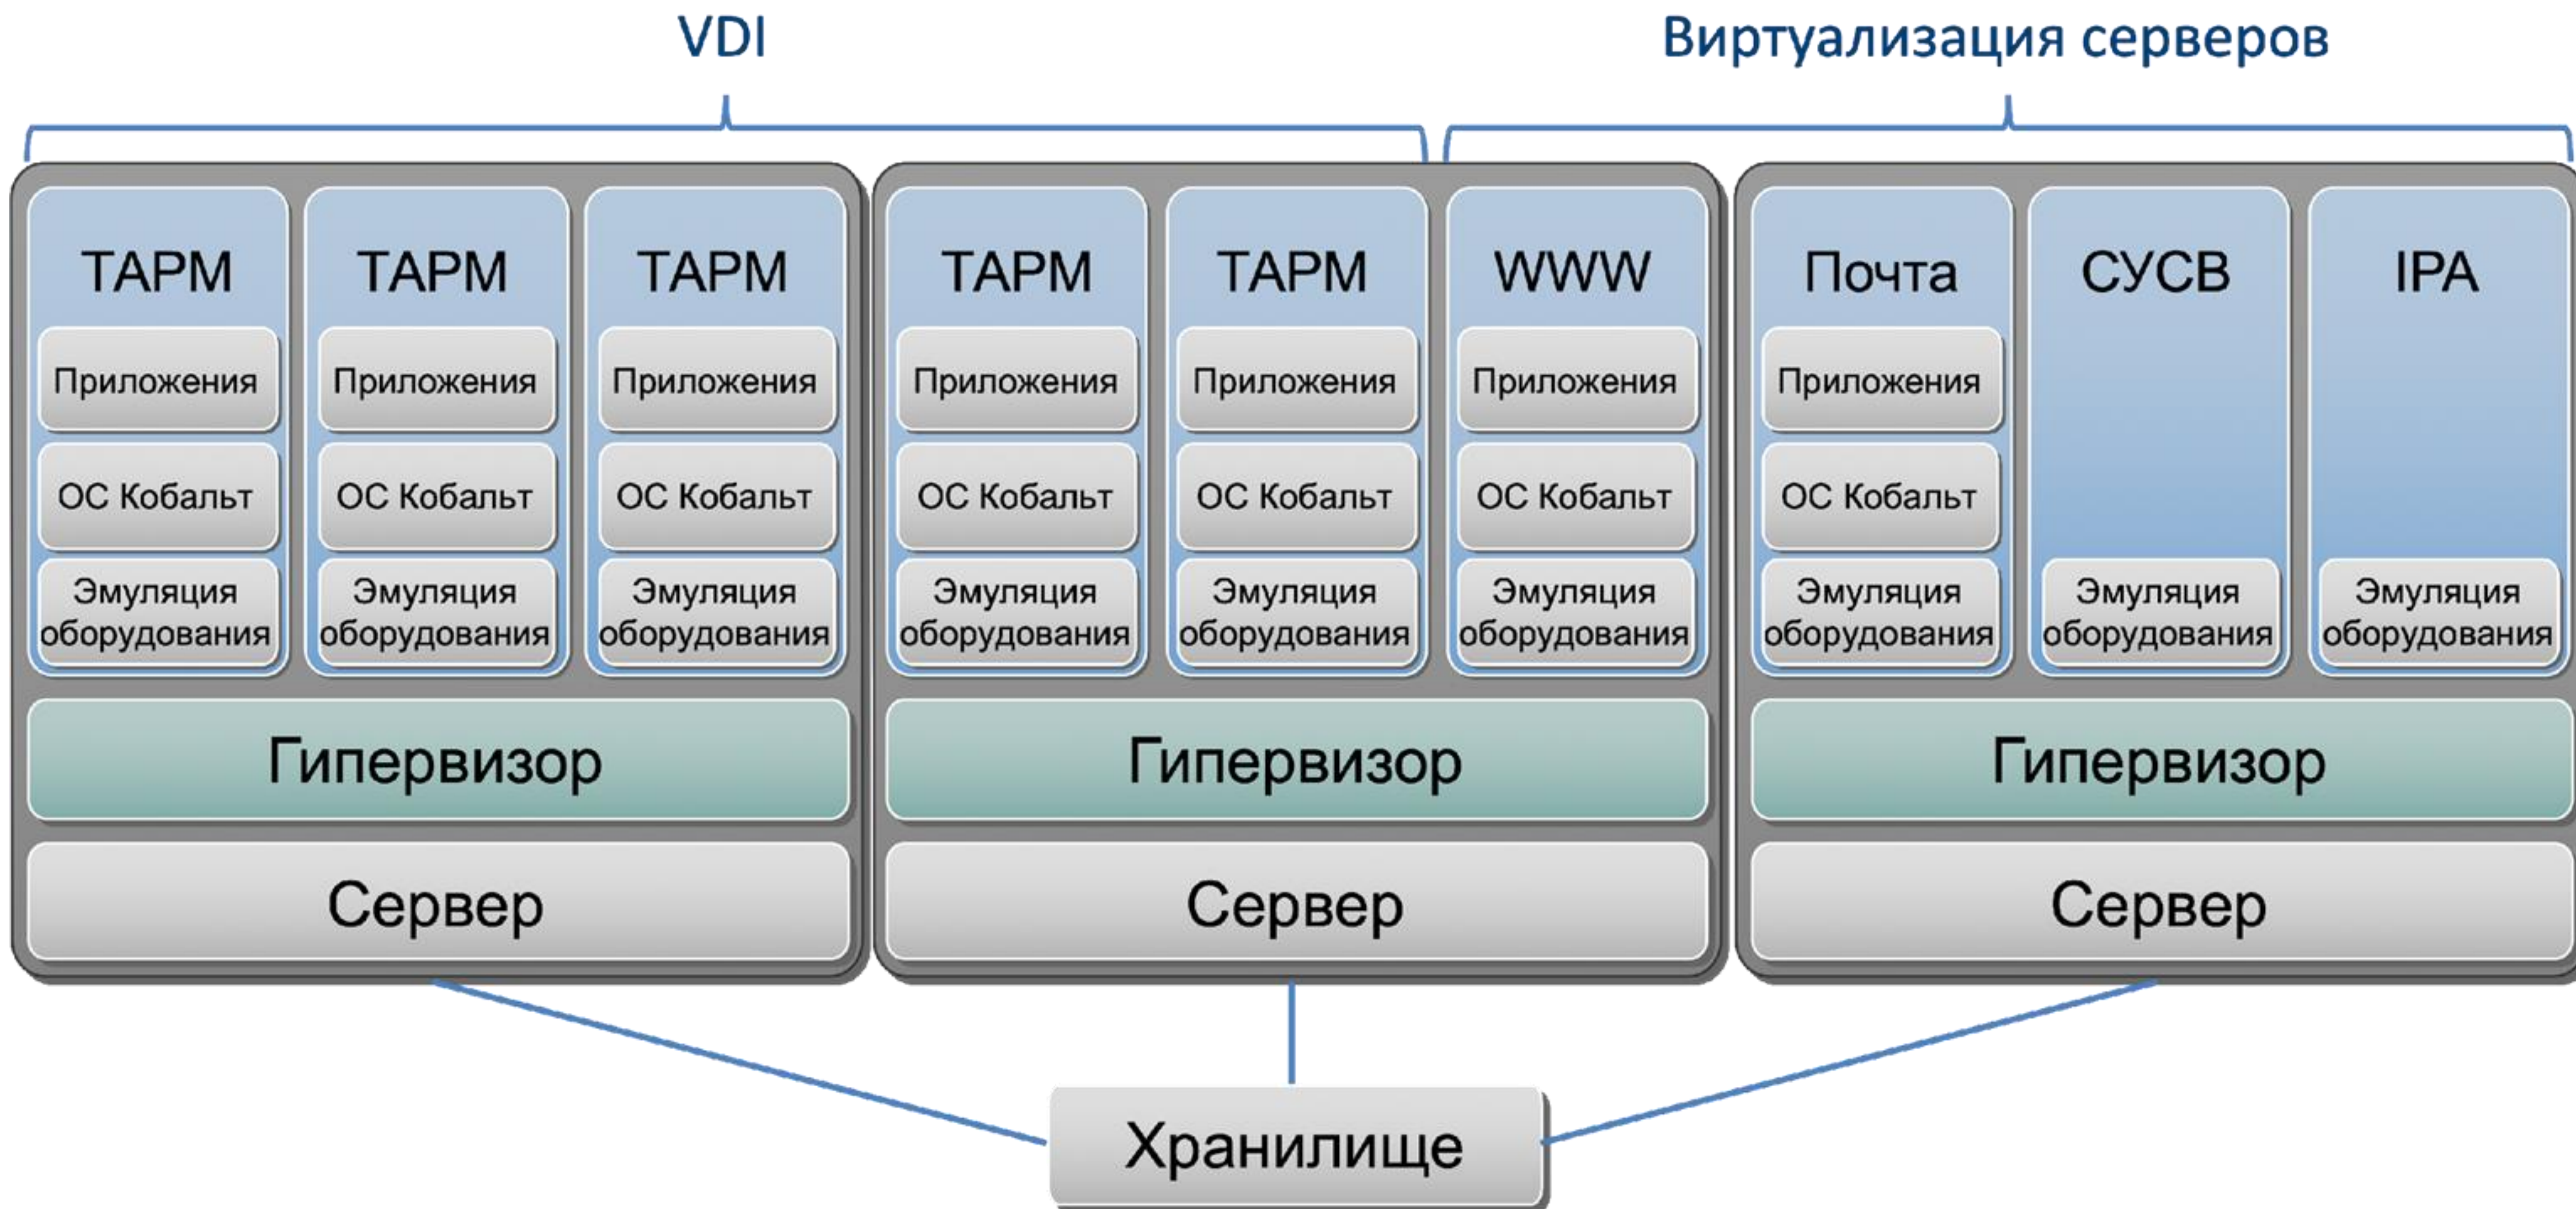 VDI
Виртуализация серверов
ТАРМ
ТАРМ
ТАРМ
ТАРМ
ТАРМ
WWW
Почта
СУСВ
IPA
Приложения
Приложения
Приложения
Приложения
Приложения
Приложения
Приложения
ОС Кобальт
ОС Кобальт
ОС Кобальт
ОС Кобальт
ОС Кобальт
ОС Кобальт
ОС Кобальт
Эмуляция
оборудования
Эмуляция
оборудования
Эмуляция
оборудования
Эмуляция
оборудования
Эмуляция
оборудования
Эмуляция
оборудования
Эмуляция
оборудования
Эмуляция
оборудования
Эмуляция
оборудования
Гипервизор
Гипервизор
Гипервизор
Сервер
Сервер
Сервер
Хранилище